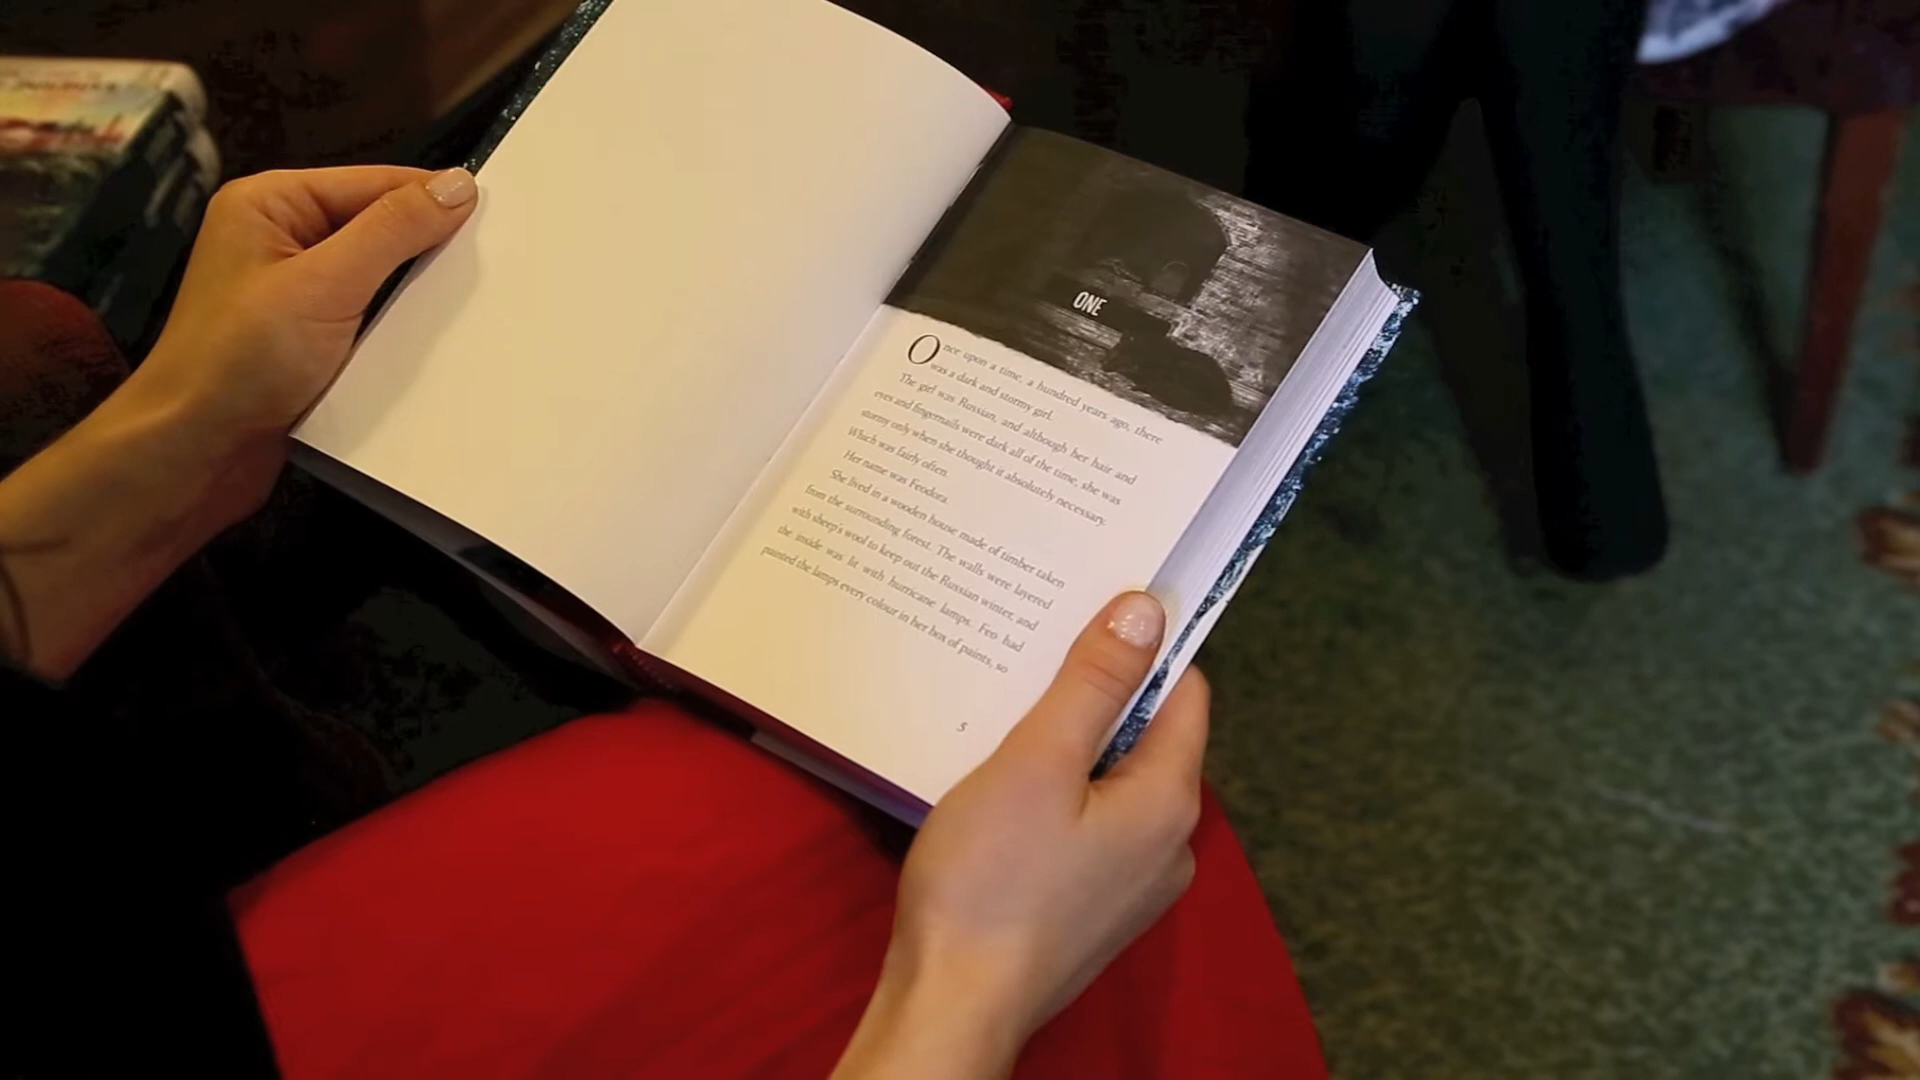 ONE
Once upon a time, a hundred years ago, there
was a dark and stormy girl.
The girl was Russian, and although her hair and
eyes and fingernails were dark all of the time, she was
stormy only when she thought it absolutely necessary.
Which was fairly often.
Her name was Feodora.
She lived in a wooden house made of timber taken
from the surrounding forest. The walls were layered
with sheep's wool to keep out the Russian winter, and
the inside was lit with hurricane lamps. Feo had
painted the lamps every colour in her box of paints, so
5